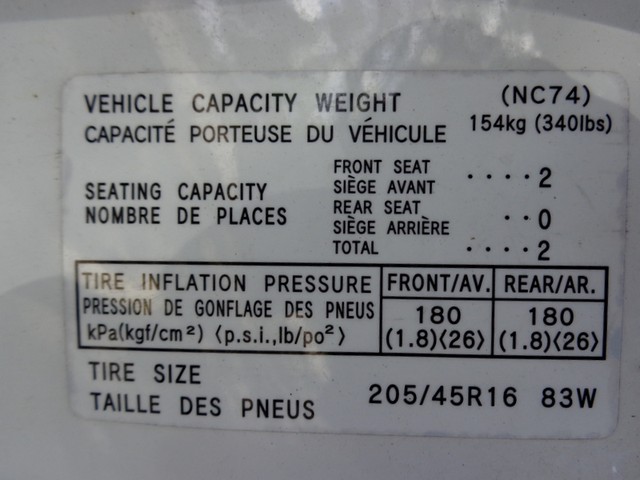 VEHICLE CAPACITY WEIGHT (NC74)
CAPACITÉ PORTEUSE DU VÉHICULE 154kg (340lbs)
SEATING CAPACITY
NOMBRE DE PLACES
FRONT SEAT
SIÈGE AVANT ····2
REAR SEAT
SIÈGE ARRIÈRE ··0
TOTAL ····2
TIRE INFLATION PRESSURE FRONT/AV. REAR/AR.
PRESSION DE GONFLAGE DES PNEUS 180 180
kPa(kgf/cm²) ⟨p.s.i.,lb/po²⟩ (1.8)⟨26⟩ (1.8)⟨26⟩
TIRE SIZE
TAILLE DES PNEUS 205/45R16 83W